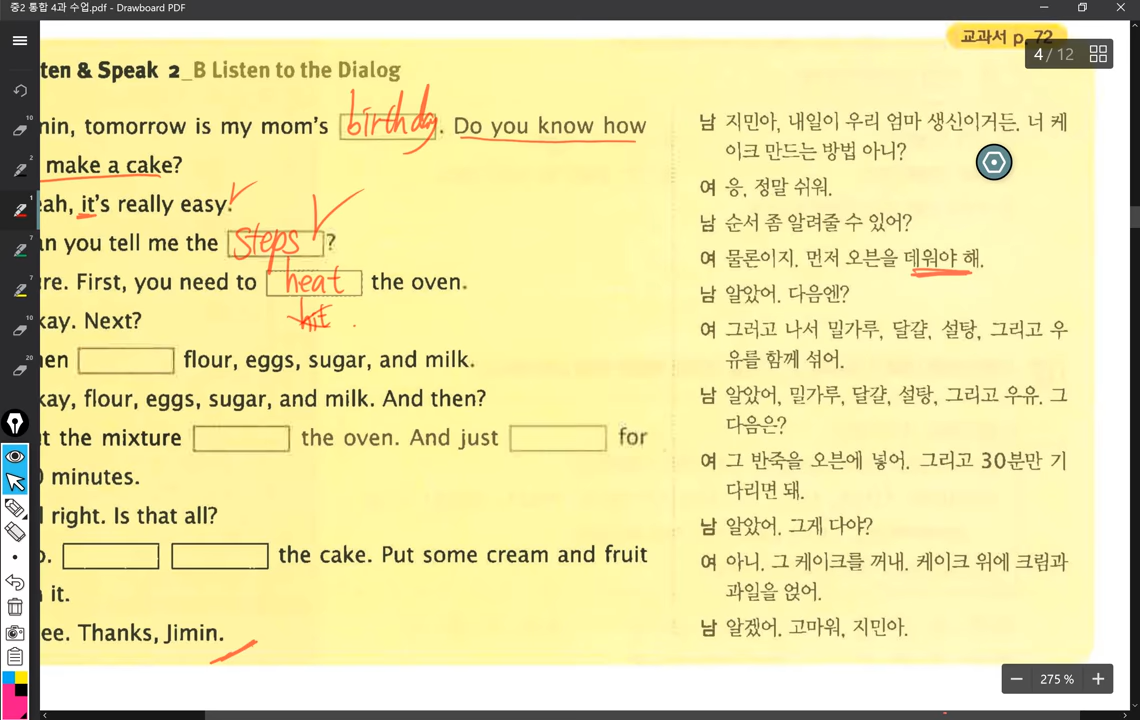 중2 통합 4과 수업.pdf - Drawboard PDF
교과서 p. 72
4 / 12
ten & Speak 2_B Listen to the Dialog
min, tomorrow is my mom's birthday. Do you know how
make a cake?
eah, it's really easy.
an you tell me the steps ?
re. First, you need to heat the oven.
hit
kay. Next?
hen flour, eggs, sugar, and milk.
kay, flour, eggs, sugar, and milk. And then?
t the mixture the oven. And just for
0 minutes.
l right. Is that all?
o. the cake. Put some cream and fruit
n it.
ee. Thanks, Jimin.
남 지민아, 내일이 우리 엄마 생신이거든. 너 케
이크 만드는 방법 아니?
여 응, 정말 쉬워.
남 순서 좀 알려줄 수 있어?
여 물론이지. 먼저 오븐을 데워야 해.
남 알았어. 다음엔?
여 그러고 나서 밀가루, 달걀, 설탕, 그리고 우
유를 함께 섞어.
남 알았어, 밀가루, 달걀, 설탕, 그리고 우유. 그
다음은?
여 그 반죽을 오븐에 넣어. 그리고 30분만 기
다리면 돼.
남 알았어. 그게 다야?
여 아니. 그 케이크를 꺼내. 케이크 위에 크림과
과일을 얹어.
남 알겠어. 고마워, 지민아.
275 %
10
2
1
7
7
10
20